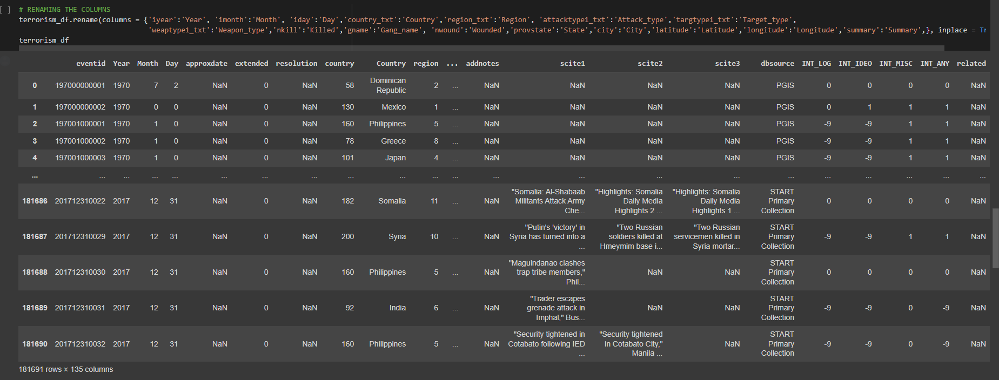 [ ] # RENAMING THE COLUMNS
terrorism_df.rename(columns = {'iyear':'Year', 'imonth':'Month', 'iday':'Day','country_txt':'Country','region_txt':'Region', 'attacktype1_txt':'Attack_type','targtype1_txt':'Target_type',
'weaptype1_txt':'Weapon_type','nkill':'Killed','gname':'Gang_name', 'nwound':'Wounded','provstate':'State','city':'City','latitude':'Latitude','longitude':'Longitude','summary':'Summary',}, inplace = Tr
terrorism_df
eventid Year Month Day approxdate extended resolution country Country region ... addnotes scite1 scite2 scite3 dbsource INT_LOG INT_IDEO INT_MISC INT_ANY related
0 197000000001 1970 7 2 NaN 0 NaN 58 Dominican Republic 2 ... NaN NaN NaN NaN PGIS 0 0 0 0 NaN
1 197000000002 1970 0 0 NaN 0 NaN 130 Mexico 1 ... NaN NaN NaN NaN PGIS 0 1 1 1 NaN
2 197001000001 1970 1 0 NaN 0 NaN 160 Philippines 5 ... NaN NaN NaN NaN PGIS -9 -9 1 1 NaN
3 197001000002 1970 1 0 NaN 0 NaN 78 Greece 8 ... NaN NaN NaN NaN PGIS -9 -9 1 1 NaN
4 197001000003 1970 1 0 NaN 0 NaN 101 Japan 4 ... NaN NaN NaN NaN PGIS -9 -9 1 1 NaN
... ... ... ... ... ... ... ... ... ... ... ... ... ... ... ... ... ... ... ... ...
181686 201712310022 2017 12 31 NaN 0 NaN 182 Somalia 11 ... NaN "Somalia: Al-Shabaab Militants Attack Army Che... "Highlights: Somalia Daily Media Highlights 2 ... "Highlights: Somalia Daily Media Highlights 1 ... START Primary Collection 0 0 0 0 NaN
181687 201712310029 2017 12 31 NaN 0 NaN 200 Syria 10 ... NaN "Putin's 'victory' in Syria has turned into a ... "Two Russian soldiers killed at Hmeymim base i... "Two Russian servicemen killed in Syria mortar... START Primary Collection -9 -9 1 1 NaN
181688 201712310030 2017 12 31 NaN 0 NaN 160 Philippines 5 ... NaN "Maguindanao clashes trap tribe members," Phil... NaN NaN START Primary Collection 0 0 0 0 NaN
181689 201712310031 2017 12 31 NaN 0 NaN 92 India 6 ... NaN "Trader escapes grenade attack in Imphal," Bus... NaN NaN START Primary Collection -9 -9 0 -9 NaN
181690 201712310032 2017 12 31 NaN 0 NaN 160 Philippines 5 ... NaN "Security tightened in Cotabato following IED ... "Security tightened in Cotabato City," Manila ... NaN START Primary Collection -9 -9 0 -9 NaN
181691 rows × 135 columns